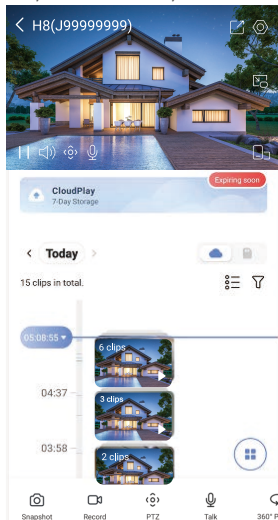 H8(J99999999)
Expiring soon
CloudPlay
7-Day Storage
Today
15 clips in total.
05:08:55
6 clips
04:37
3 clips
03:58
2 clips
Snapshot
Record
PTZ
Talk
360° P